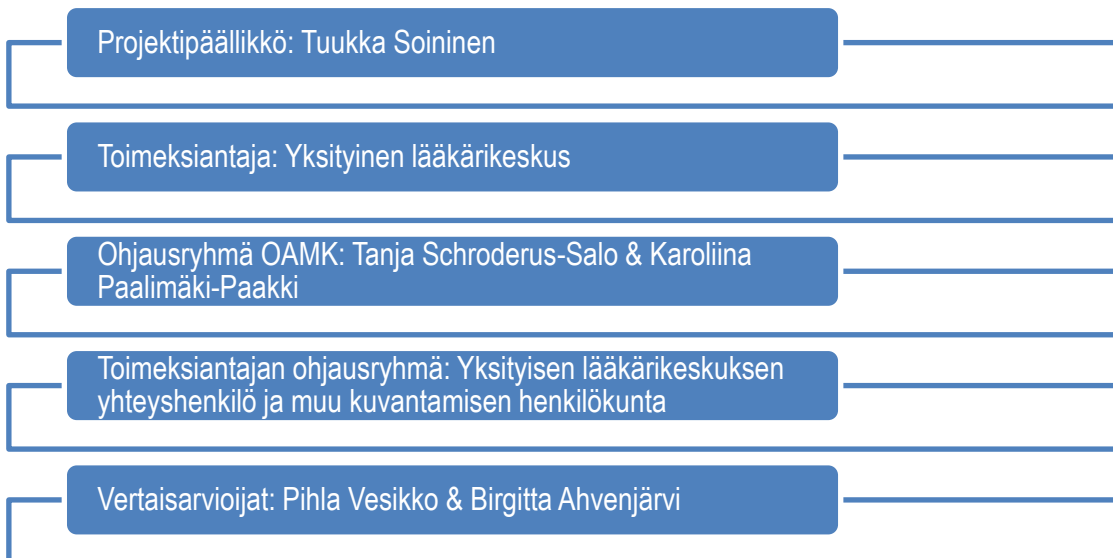 Projektipäällikkö: Tuukka Soininen
Toimeksiantaja: Yksityinen lääkärikeskus
Ohjausryhmä OAMK: Tanja Schroderus-Salo & Karoliina
Paalimäki-Paakki
Toimeksiantajan ohjausryhmä: Yksityisen lääkärikeskuksen
yhteyshenkilö ja muu kuvantamisen henkilökunta
Vertaisarvioijat: Pihla Vesikko & Birgitta Ahvenjärvi